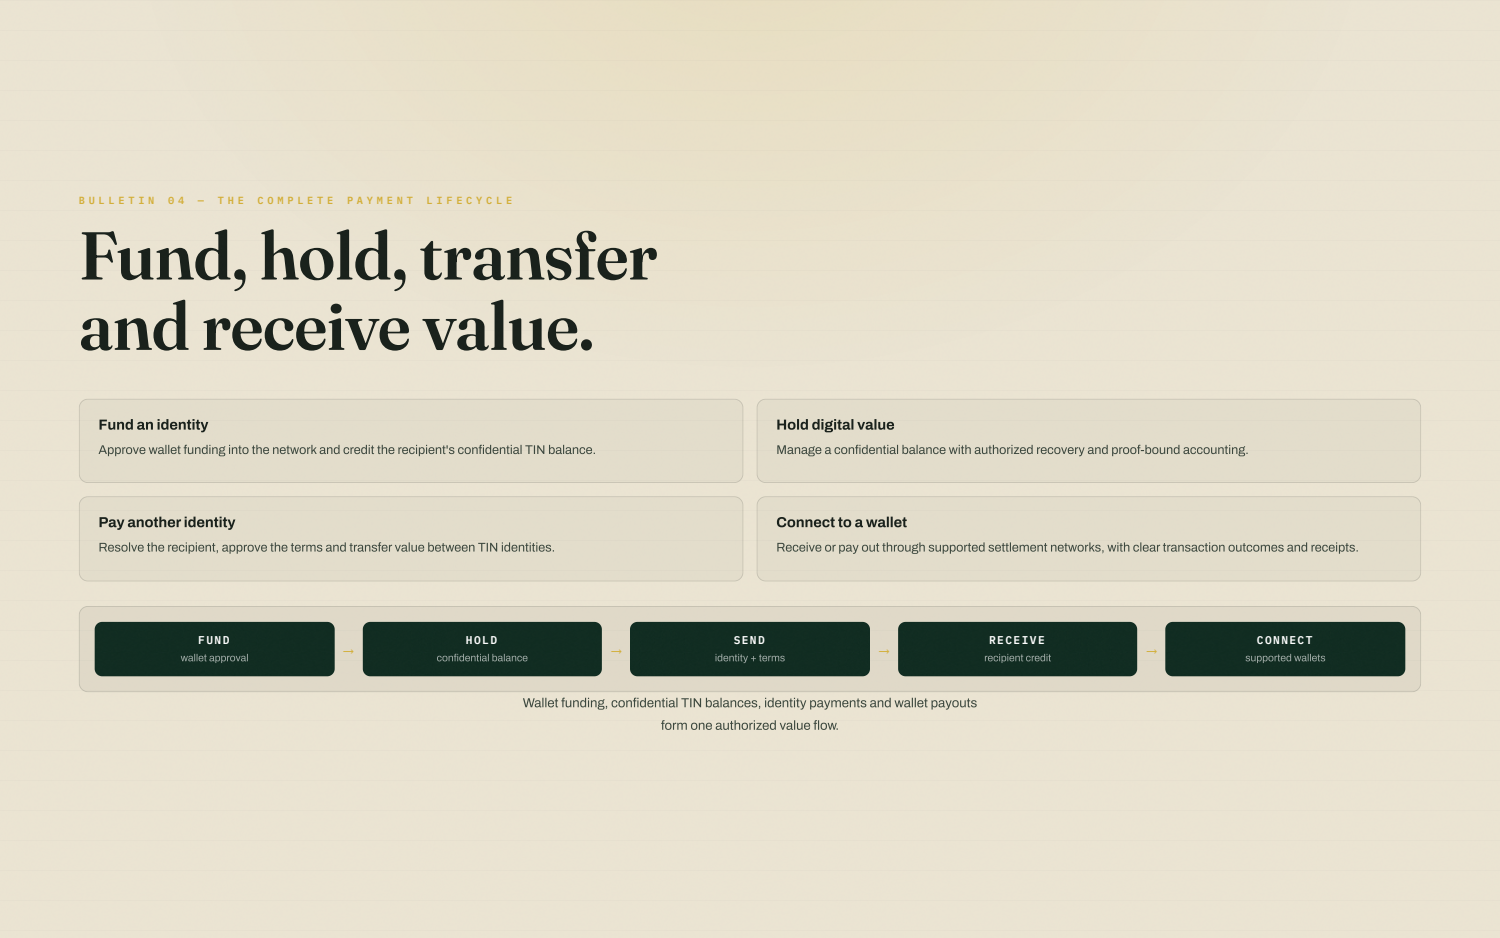 BULLETIN 04 — THE COMPLETE PAYMENT LIFECYCLE
Fund, hold, transfer
and receive value.
Fund an identity
Approve wallet funding into the network and credit the recipient's confidential TIN balance.
Hold digital value
Manage a confidential balance with authorized recovery and proof-bound accounting.
Pay another identity
Resolve the recipient, approve the terms and transfer value between TIN identities.
Connect to a wallet
Receive or pay out through supported settlement networks, with clear transaction outcomes and receipts.
FUND
wallet approval
→
HOLD
confidential balance
→
SEND
identity + terms
→
RECEIVE
recipient credit
→
CONNECT
supported wallets
Wallet funding, confidential TIN balances, identity payments and wallet payouts
form one authorized value flow.